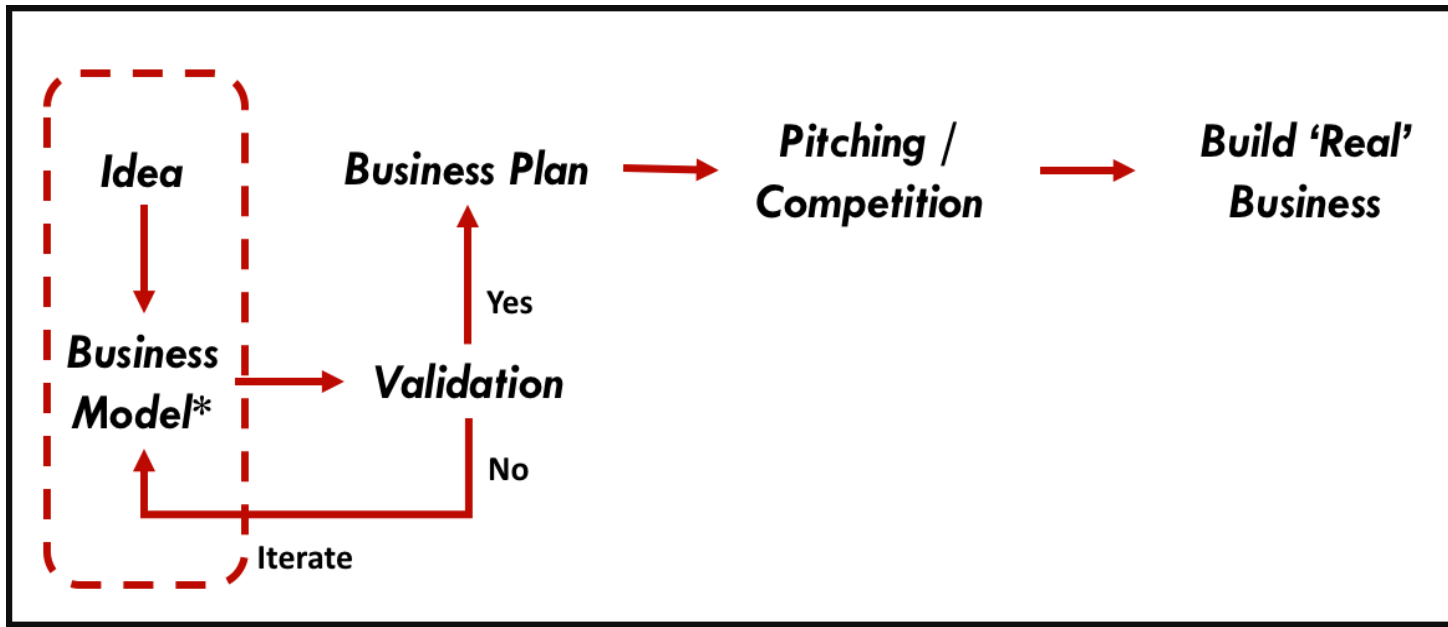 Idea
Business
Model*
Validation
Yes
No
Iterate
Business Plan
Pitching /
Competition
Build ‘Real’
Business